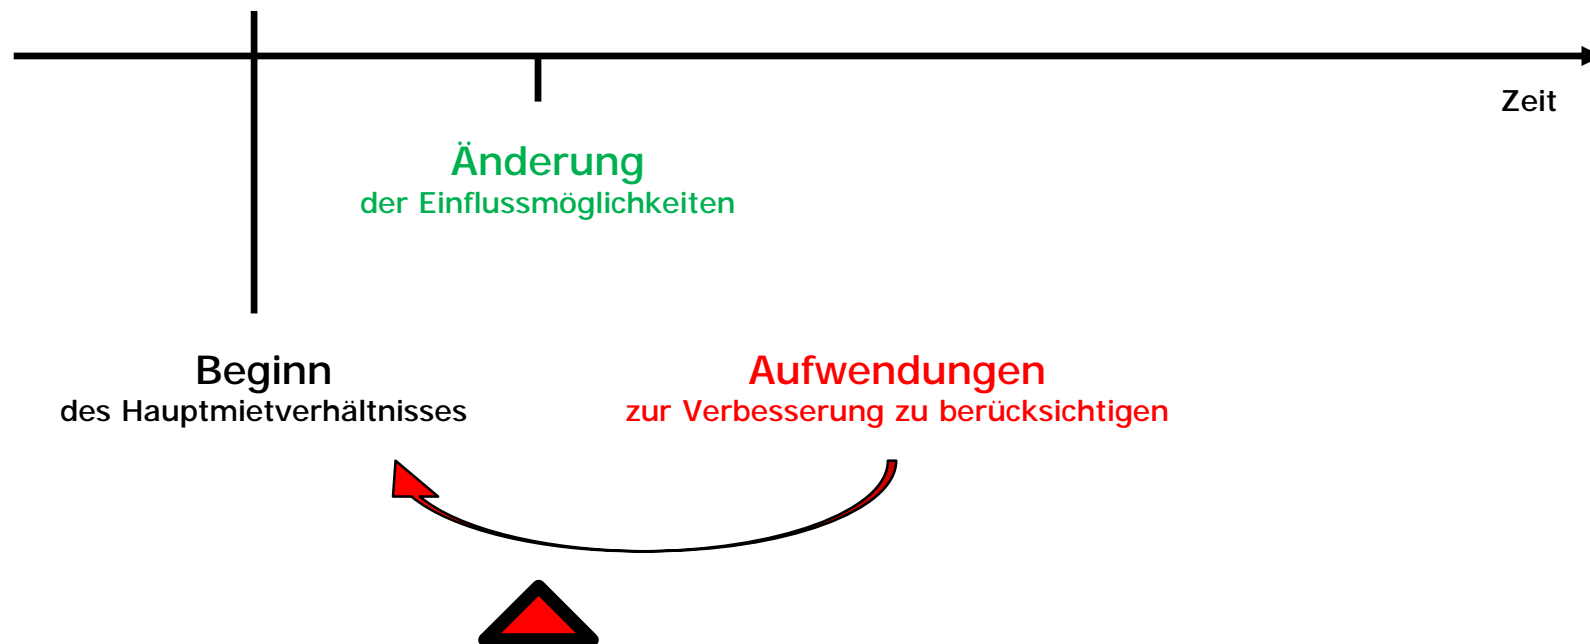 Zeit
Änderung
der Einflussmöglichkeiten
Beginn
des Hauptmietverhältnisses
Aufwendungen
zur Verbesserung zu berücksichtigen